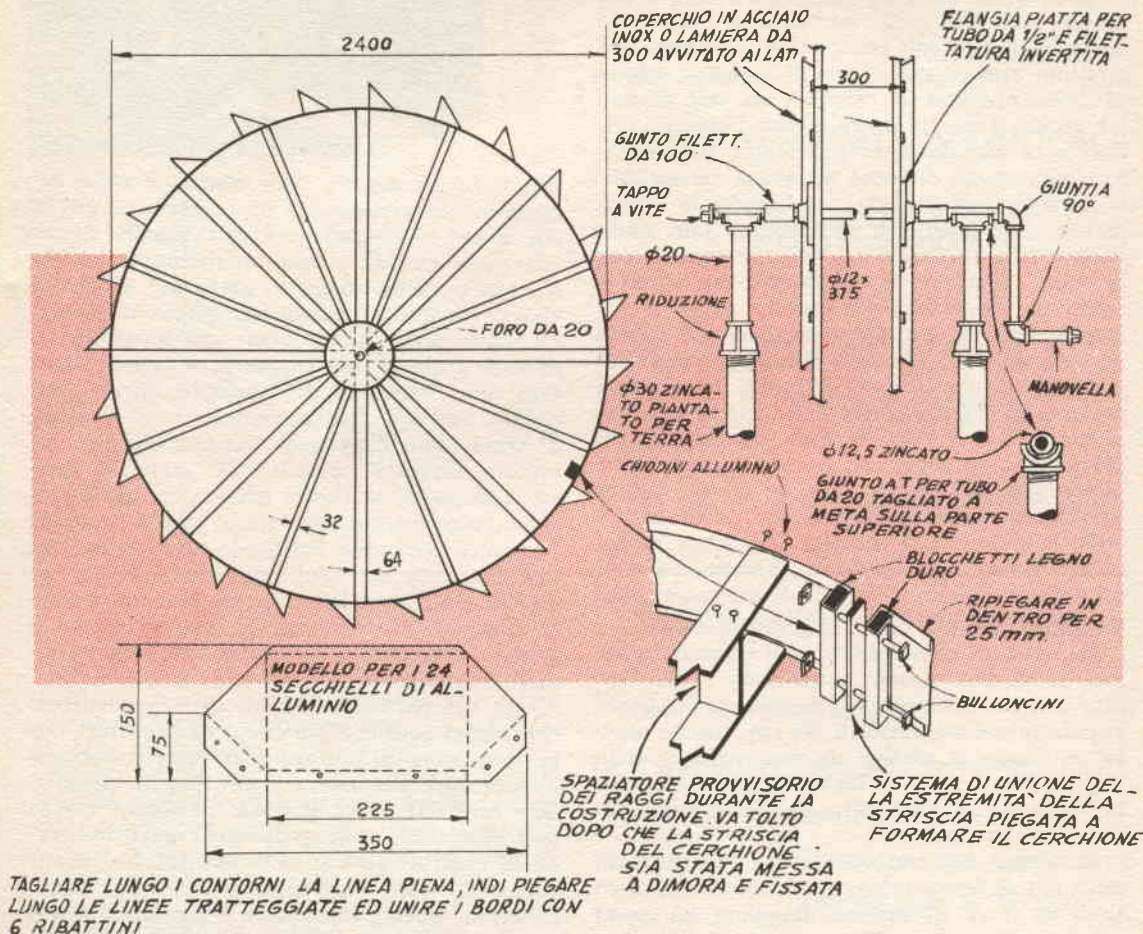 2400
COPERCHIO IN ACCIAIO
INOX O LAMIERA DA
300 AVVITATO AI LATI
FLANGIA PIATTA PER
TUBO DA 1/2" E FILET-
TATURA INVERTITA
300
GIUNTO FILETT.
DA 100
TAPPO
A VITE
GIUNTI A
90°
φ20
φ12 x
375
RIDUZIONE
FORO DA 20
φ30 ZINCA-
TO PIANTA-
TO PER
TERRA
MANOVELLA
φ12,5 ZINCATO
CHIODINI ALLUMINIO
GIUNTO A T PER TUBO
DA 20 TAGLIATO A
META SULLA PARTE
SUPERIORE
32
64
BLOCCHETTI LEGNO
DURO
RIPIEGARE IN
DENTRO PER
25 mm
BULLONCINI
MODELLO PER I 24
SECCHIELLI DI AL-
LUMINIO
150
75
225
350
SPAZIATORE PROVVISORIO
DEI RAGGI DURANTE LA
COSTRUZIONE. VA TOLTO
DOPO CHE LA STRISCIA
DEL CERCHIONE
SIA STATA MESSA
A DIMORA E FISSATA
SISTEMA DI UNIONE DEL-
LA ESTREMITA` DELLA
STRISCIA PIEGATA A
FORMARE IL CERCHIONE
TAGLIARE LUNGO I CONTORNI LA LINEA PIENA, INDI PIEGARE
LUNGO LE LINEE TRATTEGGIATE ED UNIRE I BORDI CON
6 RIBATTINI